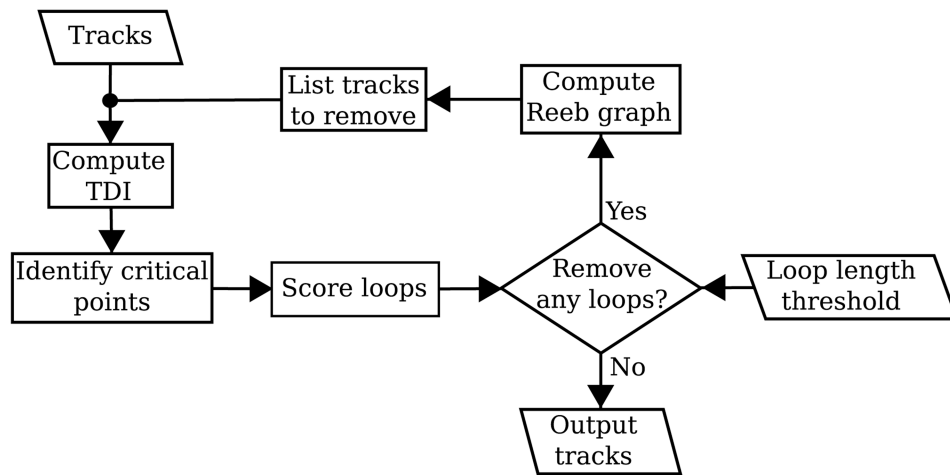 Tracks
List tracks
to remove
Compute
Reeb graph
Compute
TDI
Yes
Identify critical
points
Score loops
Remove
any loops?
Loop length
threshold
No
Output
tracks